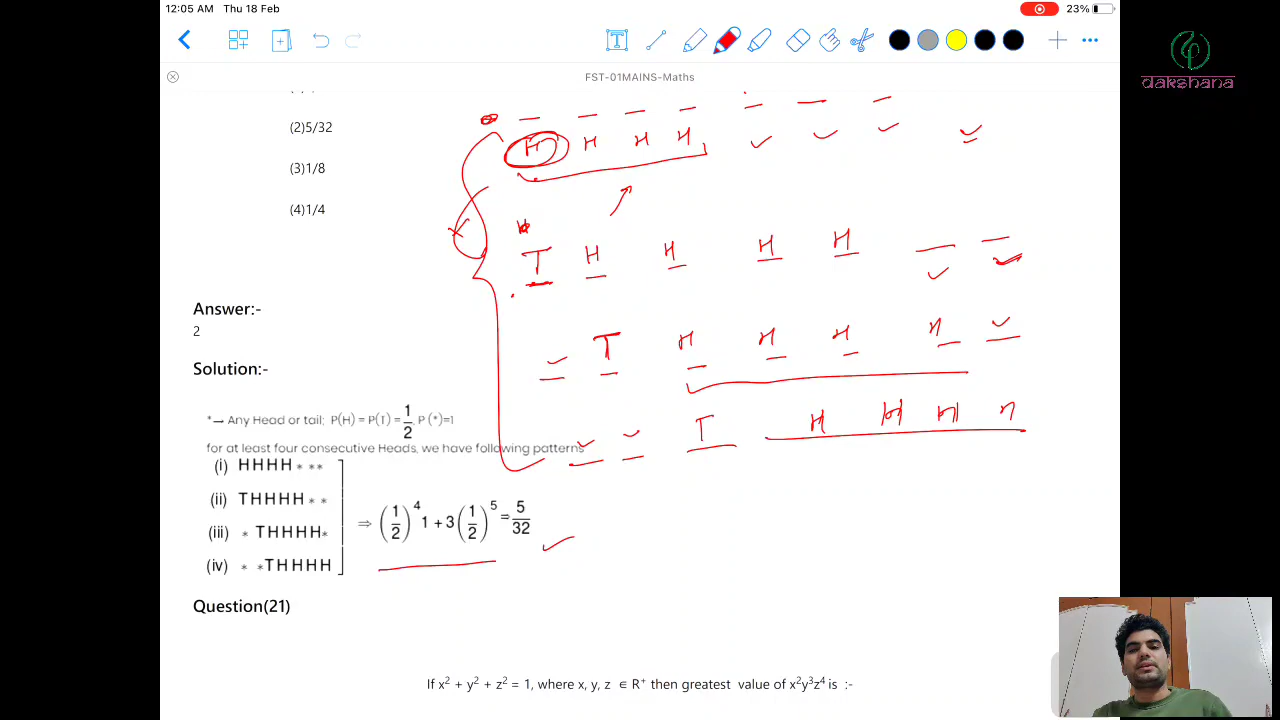 12:05 AM Thu 18 Feb
23%
FST-01MAINS-Maths
dakshana
(2)5/32
H H H H
(3)1/8
(4)1/4
T H H H H
Answer:-
2
T H H H H
Solution:-
* → Any Head or tail; P(H) = P(T) = 1/2, P (*)=1
T H H H H
for at least four consecutive Heads, we have following patterns
(i) HHHH * **
(ii) THHHH * *
(iii) * THHHH*
(iv) * *THHHH
⇒ (1/2)^4 1 + 3(1/2)^5 = 5/32
Question(21)
If x² + y² + z² = 1, where x, y, z ∈ R⁺ then greatest value of x²y³z⁴ is :-